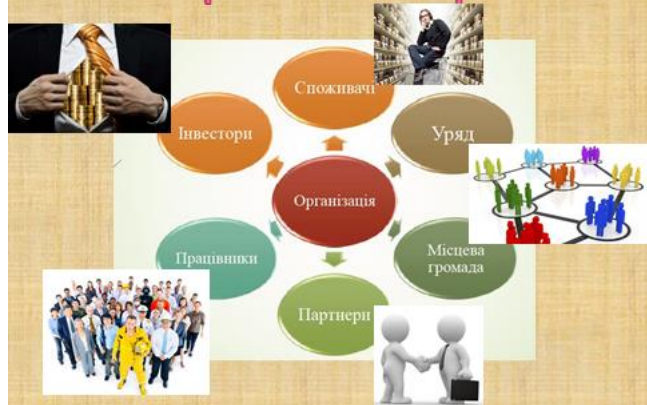 Споживачі
Інвестори
Уряд
Організація
Працівники
Місцева
громада
Партнери